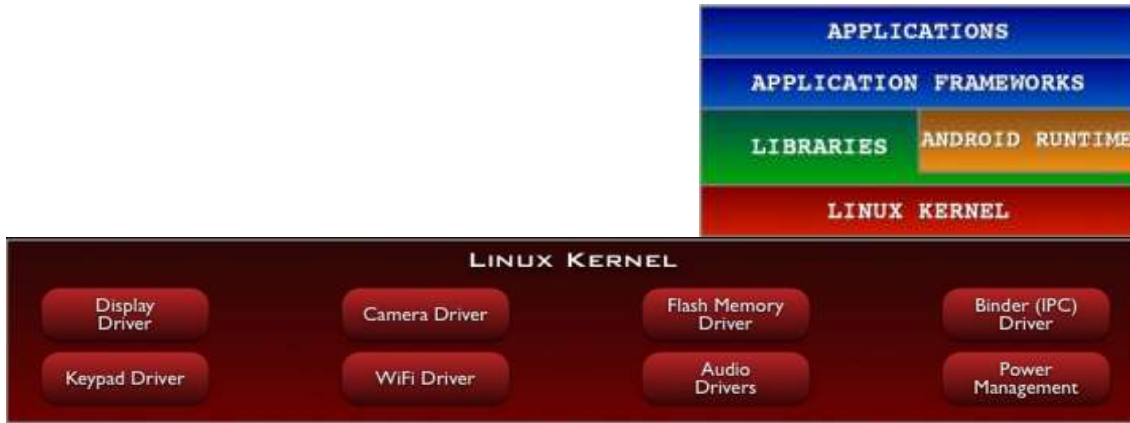 APPLICATIONS
APPLICATION FRAMEWORKS
LIBRARIES
ANDROID RUNTIME
LINUX KERNEL
LINUX KERNEL
Display
Driver
Camera Driver
Flash Memory
Driver
Binder (IPC)
Driver
Keypad Driver
WiFi Driver
Audio
Drivers
Power
Management